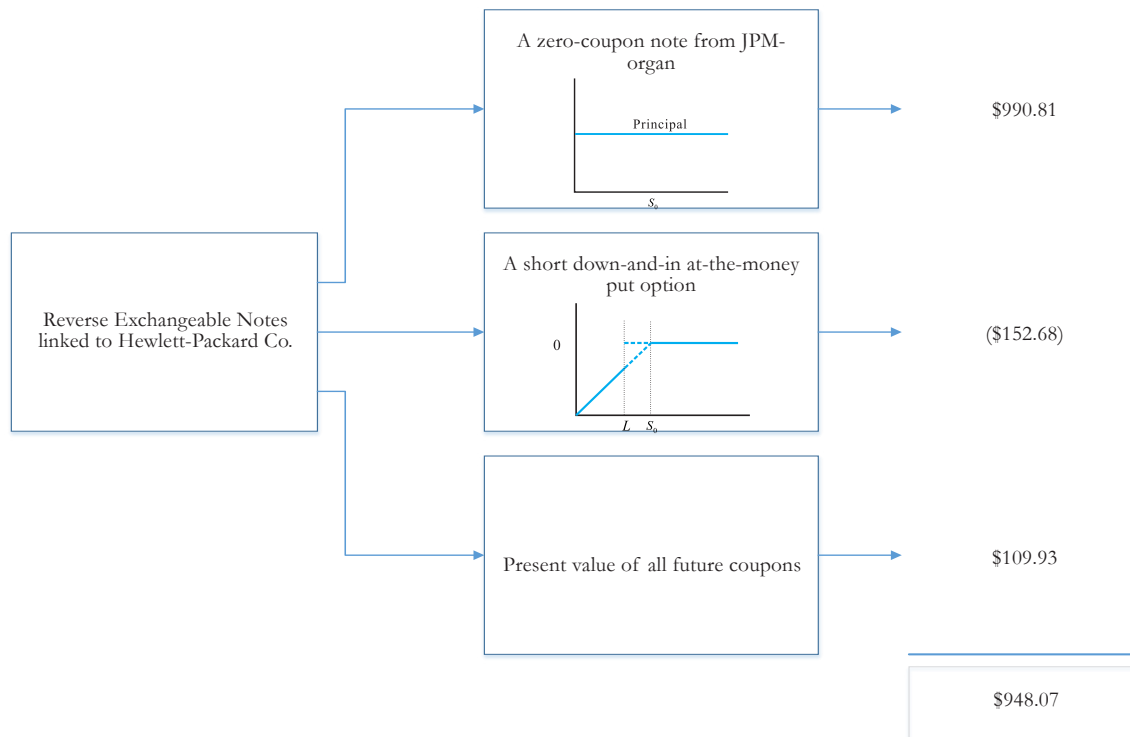 A zero-coupon note from JPM-
organ
Principal
S₀
$990.81
Reverse Exchangeable Notes
linked to Hewlett-Packard Co.
A short down-and-in at-the-money
put option
0
L S₀
($152.68)
Present value of all future coupons
$109.93
$948.07